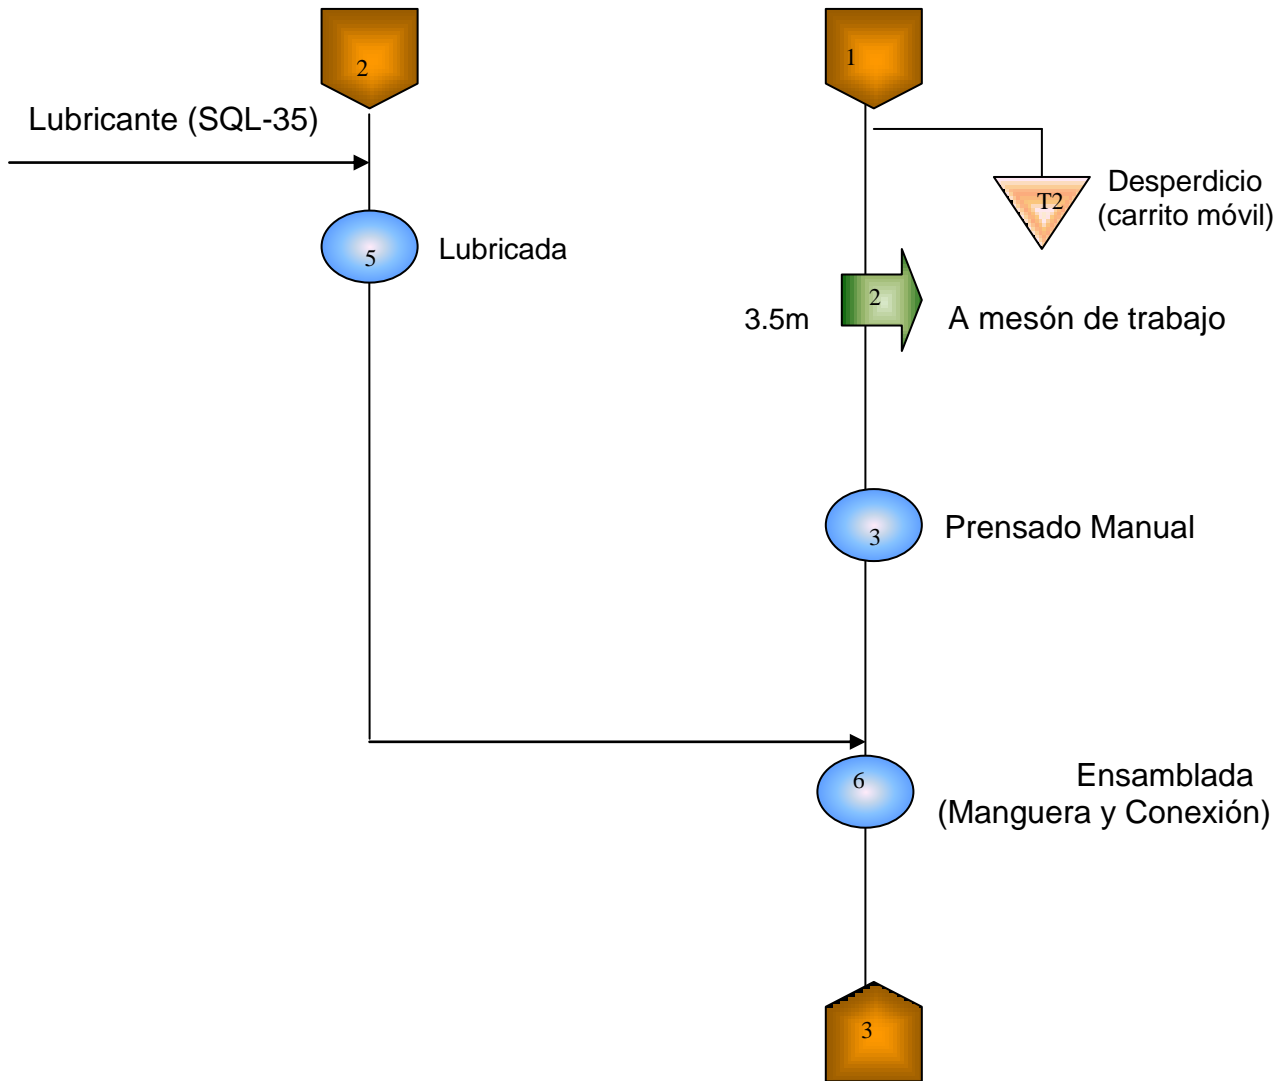 2
1
Lubricante (SQL-35)
T2
Desperdicio
(carrito móvil)
5
Lubricada
3.5m
2
A mesón de trabajo
3
Prensado Manual
6
Ensamblada
(Manguera y Conexión)
3